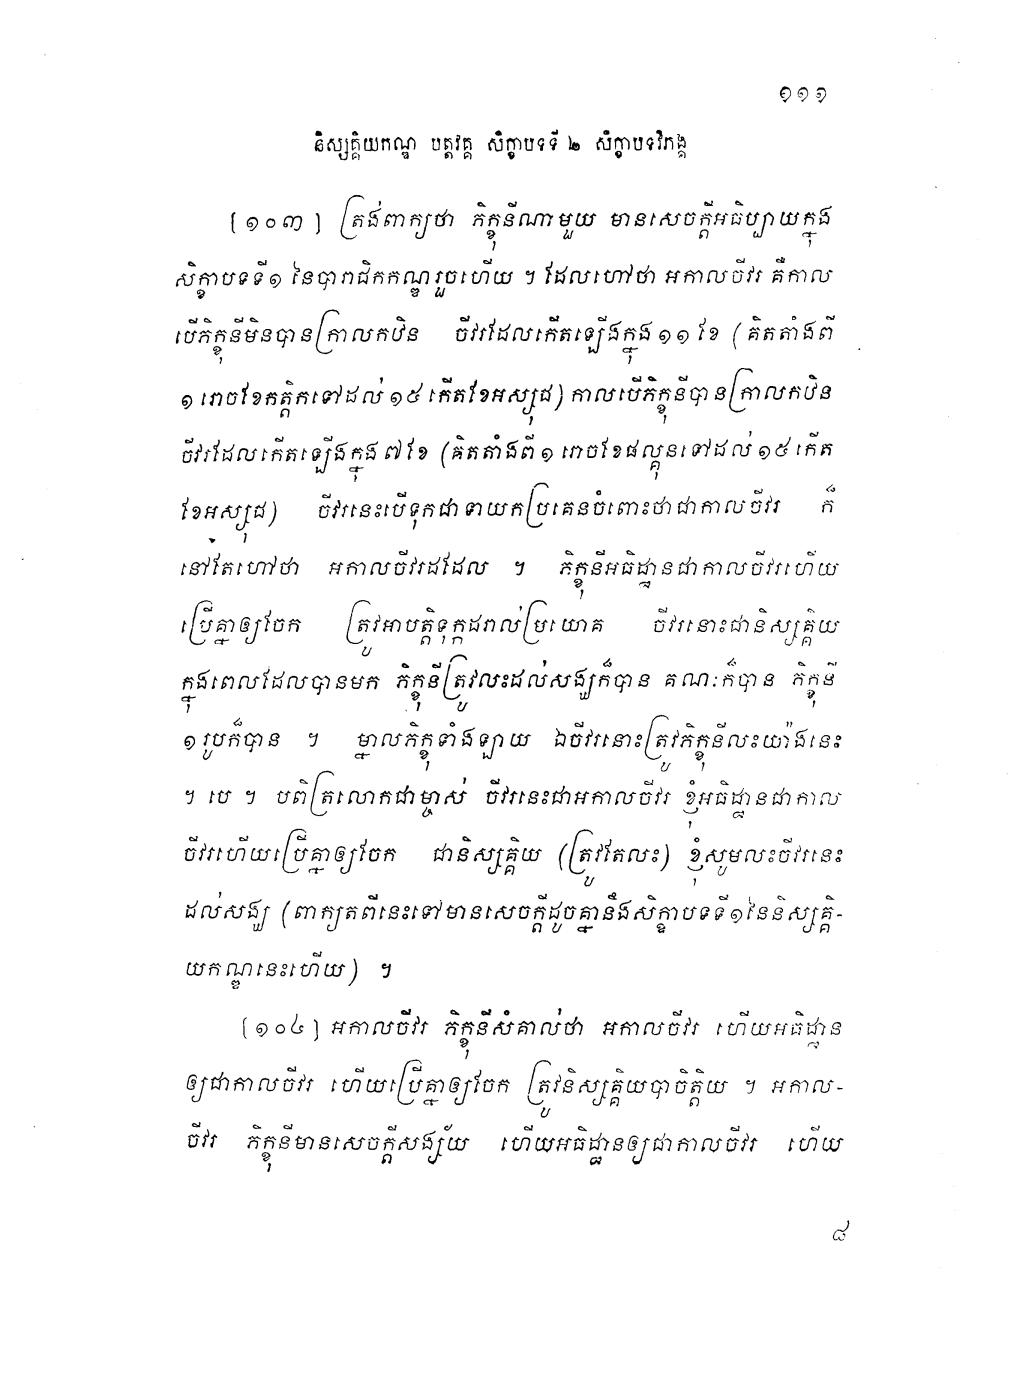 ១១១
និស្សគ្គិយកណ្ឌ បត្តវគ្គ សិក្ខាបទទី ២ សិក្ខាបទវិភង្គ
[១០៣] ត្រង់ពាក្យថា ភិក្ខុនីណាមួយ មានសេចក្តីអធិប្បាយក្នុង
សិក្ខាបទទី១ នៃបារាជិកកណ្ឌរួចហើយ ។ ដែលហៅថា អកាលចីវរ គឺកាល
បើភិក្ខុនីមិនបានក្រាលកឋិន ចីវរដែលកើតឡើងក្នុង ១១ ខែ (គិតតាំងពី
១ រោចខែកត្តិកទៅដល់ ១៥ កើតខែអស្សុជ) កាលបើភិក្ខុនីបានក្រាលកឋិន
ចីវរដែលកើតឡើងក្នុង ៧ ខែ (គិតតាំងពី ១ រោចខែផល្គុនទៅដល់ ១៥ កើត
ខែអស្សុជ) ចីវរនេះបើទុកជាទាយកប្រគេនចំពោះថាជាកាលចីវរ ក៏
នៅតែហៅថា អកាលចីវរដដែល ។ ភិក្ខុនីអធិដ្ឋានជាកាលចីវរហើយ
ប្រើគ្នាឲ្យចែក ត្រូវអាបត្តិទុក្កដរាល់ប្រយោគ ចីវរនោះជានិស្សគ្គិយ
ក្នុងពេលដែលបានមក ភិក្ខុនីត្រូវលះដល់សង្ឃក៏បាន គណៈក៏បាន ភិក្ខុនី
១ រូបក៏បាន ។ ម្នាលភិក្ខុទាំងឡាយ ឯចីវរនោះត្រូវភិក្ខុនីលះយ៉ាងនេះ
។ បេ ។ បពិត្រលោកជាម្ចាស់ ចីវរនេះជាអកាលចីវរ ខ្ញុំអធិដ្ឋានជាកាល
ចីវរហើយប្រើគ្នាឲ្យចែក ជានិស្សគ្គិយ (ត្រូវតែលះ) ខ្ញុំសូមលះចីវរនេះ
ដល់សង្ឃ (ពាក្យតពីនេះទៅមានសេចក្តីដូចគ្នានឹងសិក្ខាបទទី១នៃនិស្សគ្គិ-
យកណ្ឌនេះហើយ) ។
[១០៤] អកាលចីវរ ភិក្ខុនីសំគាល់ថា អកាលចីវរ ហើយអធិដ្ឋាន
ឲ្យជាកាលចីវរ ហើយប្រើគ្នាឲ្យចែក ត្រូវនិស្សគ្គិយបាចិត្តិយ ។ អកាល-
ចីវរ ភិក្ខុនីមានសេចក្តីសង្ស័យ ហើយអធិដ្ឋានឲ្យជាកាលចីវរ ហើយ
៨